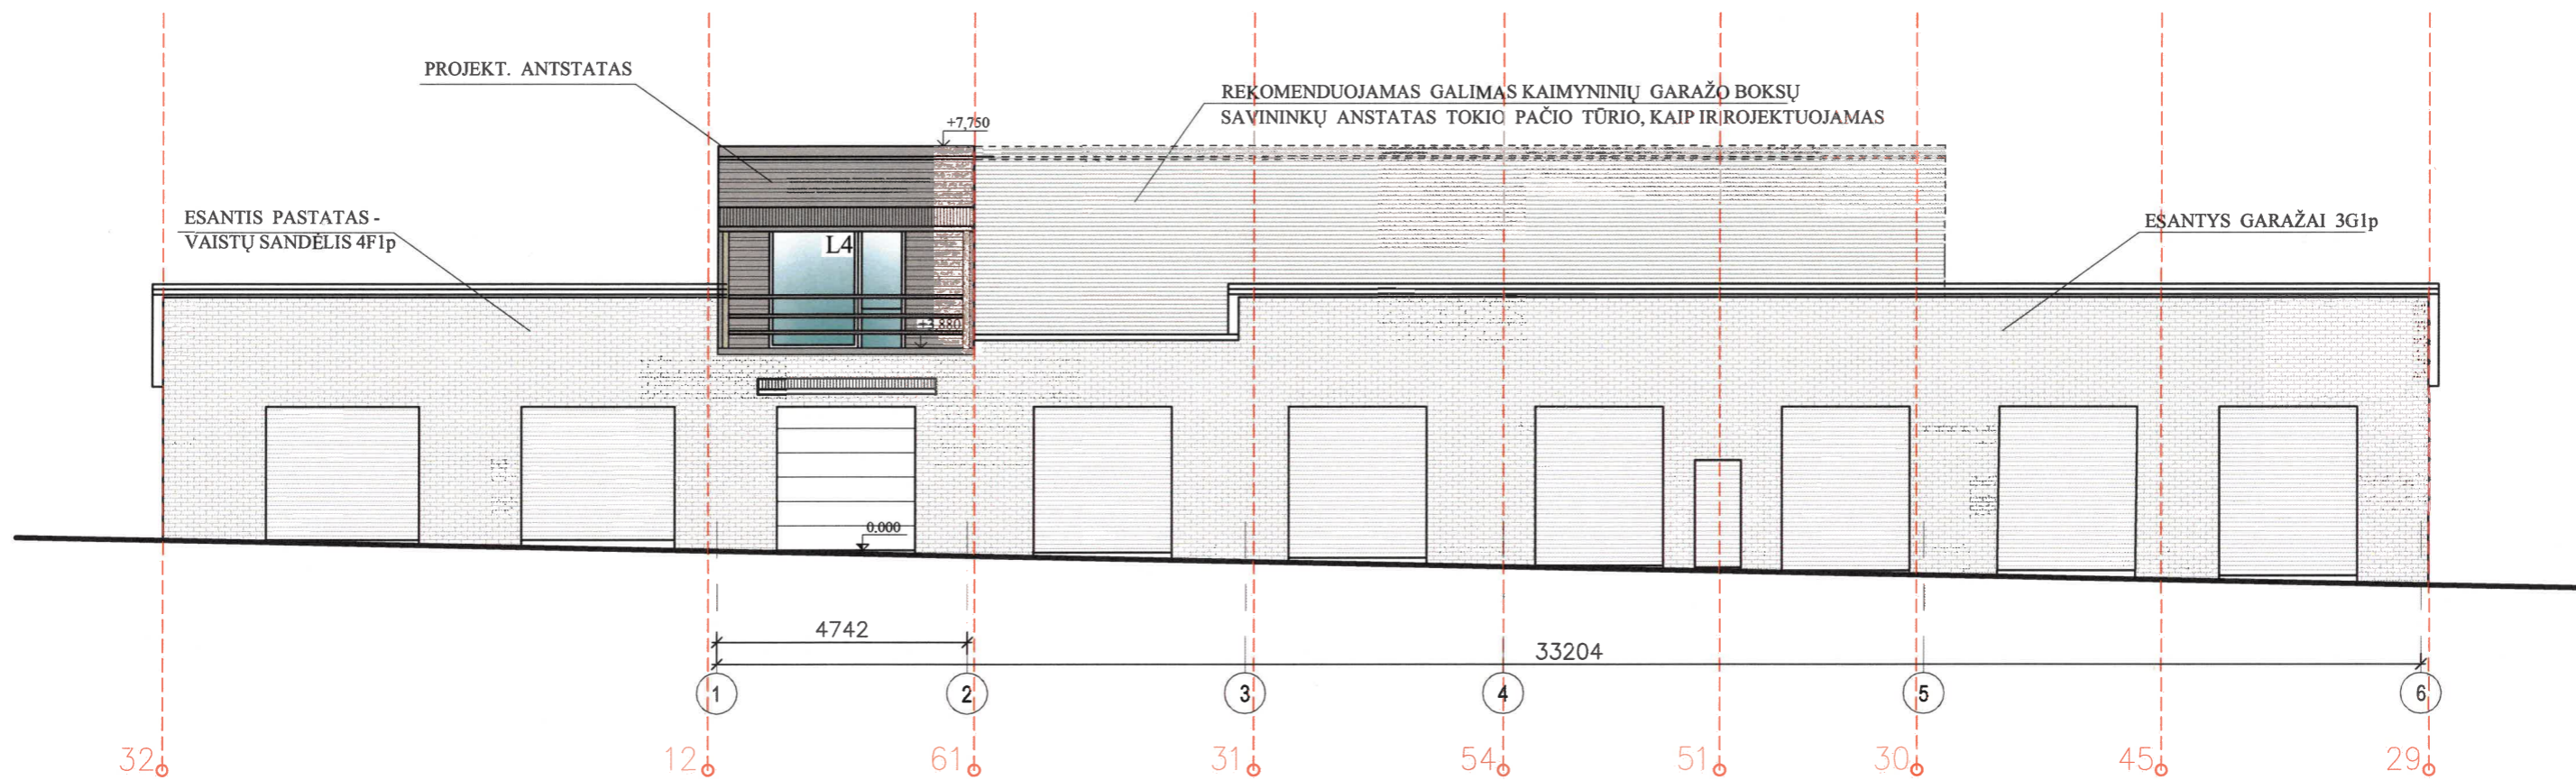 PROJEKT. ANTSTATAS
REKOMENDUOJAMAS GALIMAS KAIMYNINIŲ GARAŽO BOKSŲ
SAVININKŲ ANSTATAS TOKIO PAČIO TŪRIO, KAIP IR ROJEKTUOJAMAS
+7,750
ESANTIS PASTATAS -
VAISTŲ SANDĖLIS 4F1p
ESANTYS GARAŽAI 3G1p
L4
+3,880
0,000
4742
33204
1 2 3 4 5 6
32 12 61 31 54 51 30 45 29